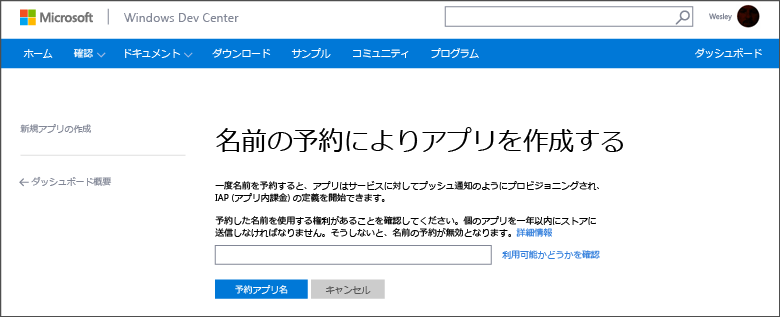 Microsoft Windows Dev Center Wesley
ホーム 確認 ドキュメント ダウンロード サンプル コミュニティ プログラム ダッシュボード
新規アプリの作成
←ダッシュボード概要
名前の予約によりアプリを作成する
一度名前を予約すると、アプリはサービスに対してプッシュ通知のようにプロビジョニングされ、
IAP (アプリ内課金) の定義を開始できます。
予約した名前を使用する権利があることを確認してください。個のアプリを一年以内にストアに
送信しなければなりません。そうしないと、名前の予約が無効となります。詳細情報
利用可能かどうかを確認
予約アプリ名 キャンセル